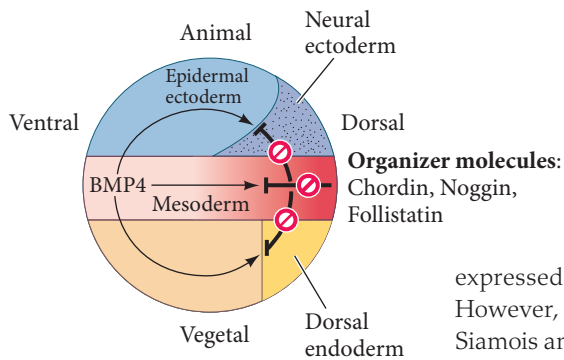 Animal
Neural
ectoderm
Epidermal
ectoderm
Ventral
Dorsal
Organizer molecules:
Chordin, Noggin,
Follistatin
BMP4
Mesoderm
Vegetal
Dorsal
endoderm
expressed
However,
Siamois